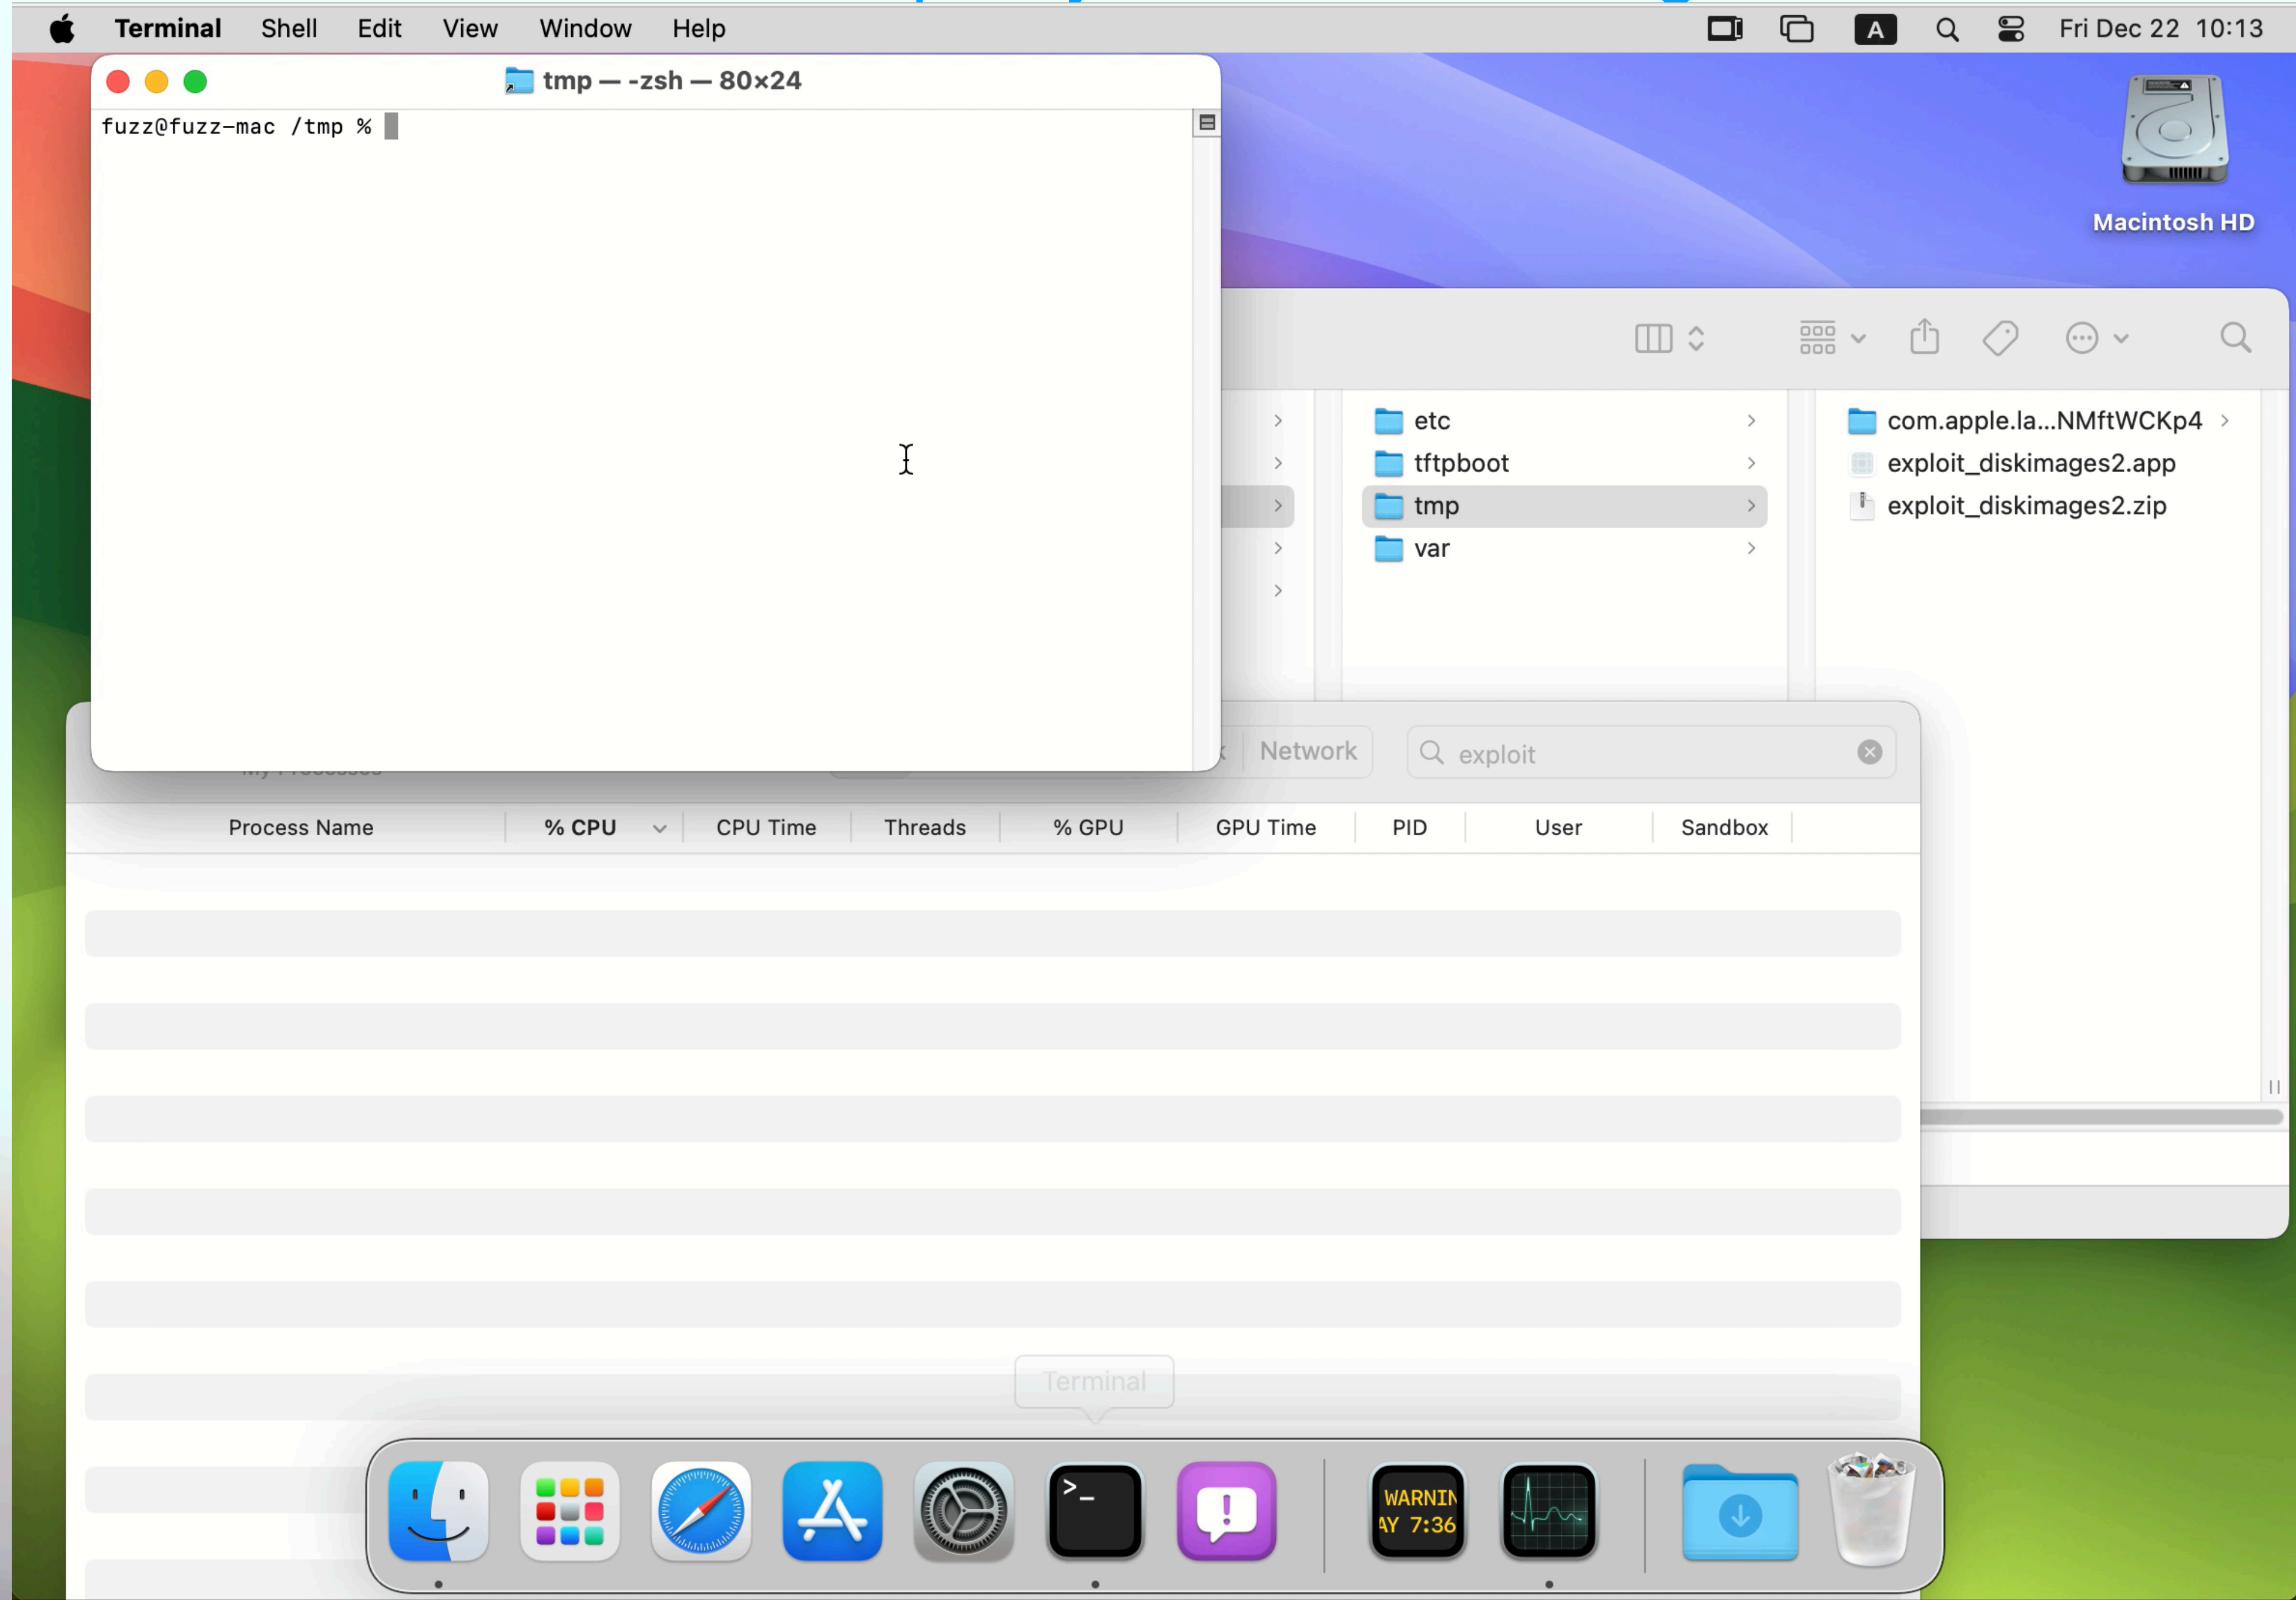 Terminal Shell Edit View Window Help A Fri Dec 22 10:13
tmp — -zsh — 80×24
fuzz@fuzz-mac /tmp %
Macintosh HD
etc
tftpboot
tmp
var
com.apple.la...NMftWCKp4
exploit_diskimages2.app
exploit_diskimages2.zip
Network
exploit
Process Name % CPU CPU Time Threads % GPU GPU Time PID User Sandbox
Terminal
>_
WARNIN
AY 7:36